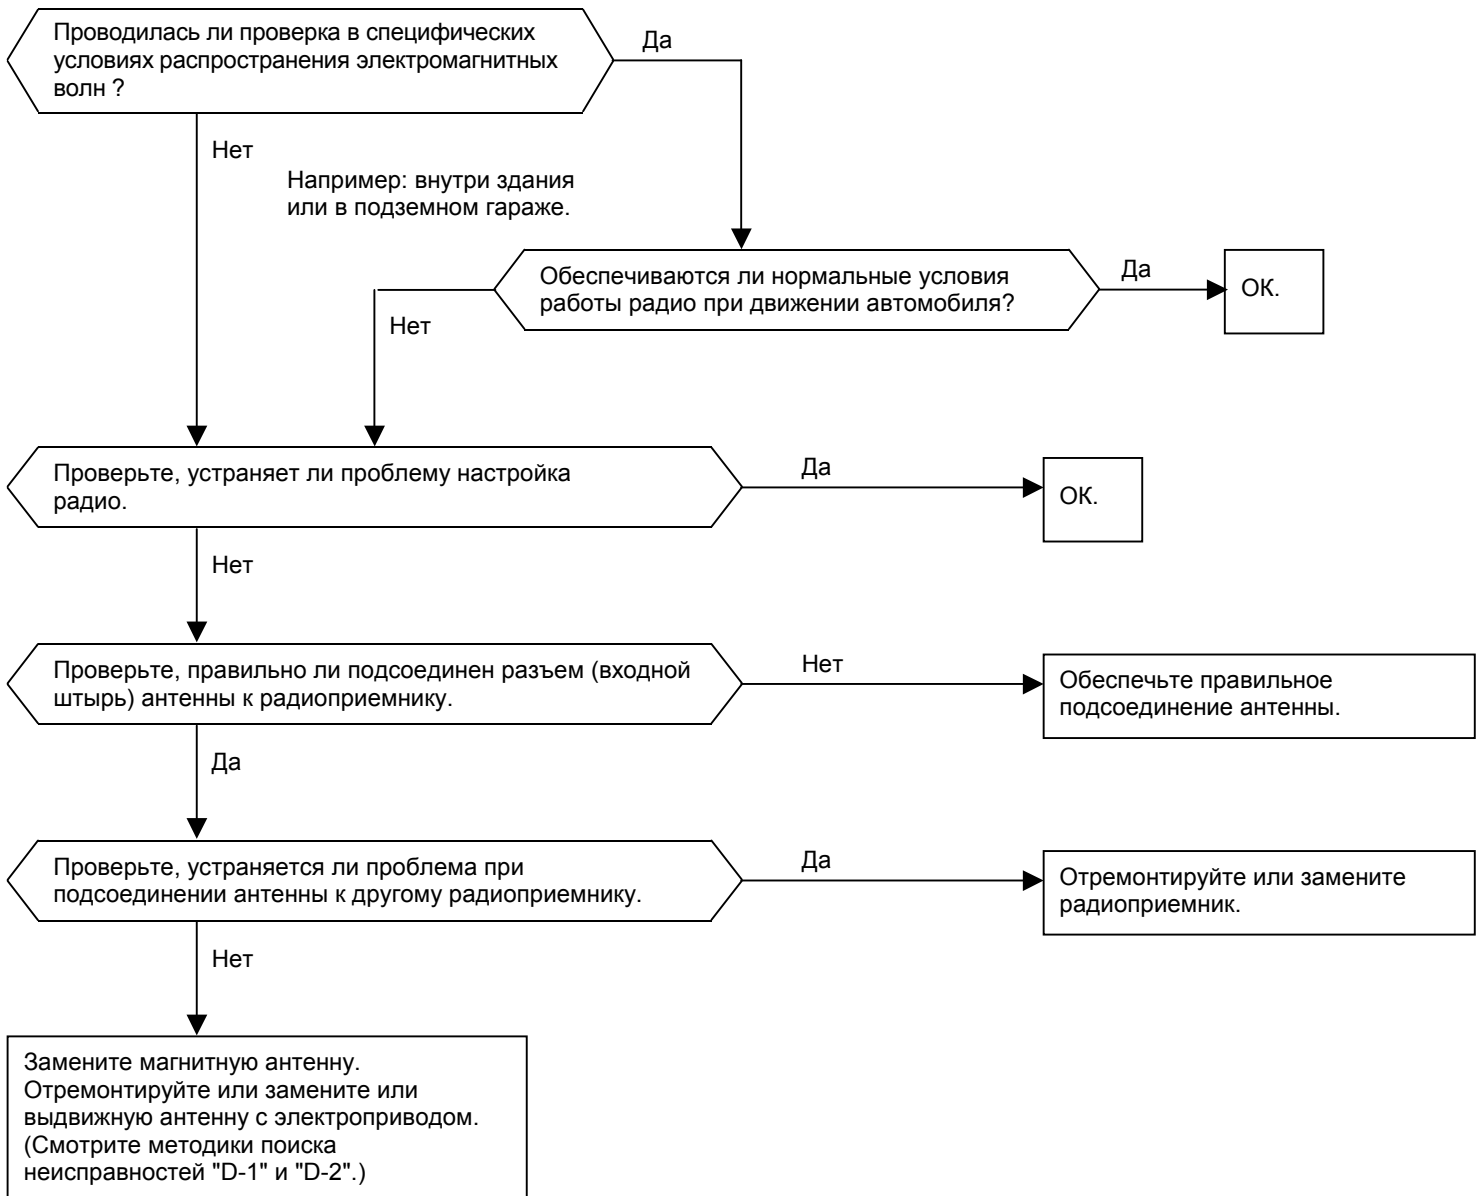 Проводилась ли проверка в специфических
условиях распространения электромагнитных
волн ?
Да
Нет
Например: внутри здания
или в подземном гараже.
Обеспечиваются ли нормальные условия
работы радио при движении автомобиля?
Да
ОК.
Нет
Проверьте, устраняет ли проблему настройка
радио.
Да
ОК.
Нет
Проверьте, правильно ли подсоединен разъем (входной
штырь) антенны к радиоприемнику.
Нет
Обеспечьте правильное
подсоединение антенны.
Да
Проверьте, устраняется ли проблема при
подсоединении антенны к другому радиоприемнику.
Да
Отремонтируйте или замените
радиоприемник.
Нет
Замените магнитную антенну.
Отремонтируйте или замените или
выдвижную антенну с электроприводом.
(Смотрите методики поиска
неисправностей "D-1" и "D-2".)